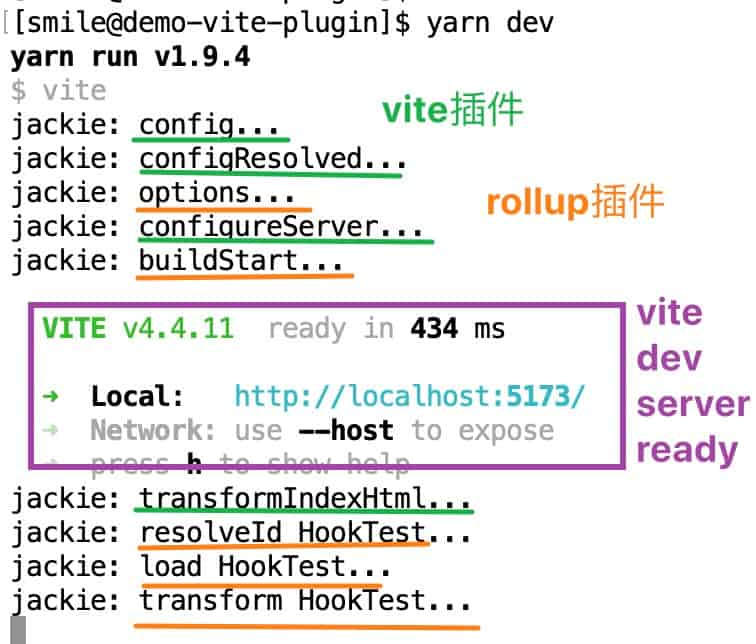 [[smile@demo-vite-plugin]$ yarn dev
yarn run v1.9.4
$ vite
vite插件
jackie: config...
jackie: configResolved...
jackie: options...
rollup插件
jackie: configureServer...
jackie: buildStart...
VITE v4.4.11  ready in 434 ms
➜  Local:   http://localhost:5173/
➜  Network: use --host to expose
➜  press h to show help
vite
dev
server
ready
jackie: transformIndexHtml...
jackie: resolveId HookTest...
jackie: load HookTest...
jackie: transform HookTest...